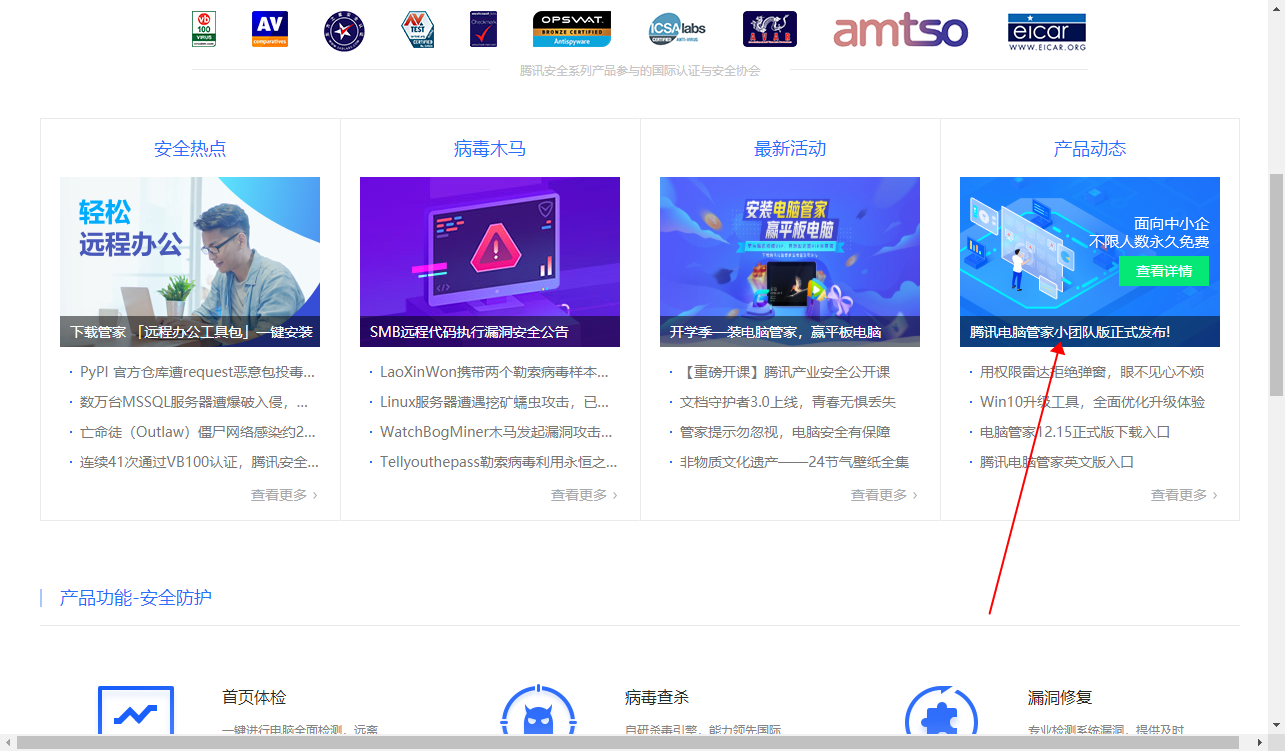 vb
100
VIRUS
AV
comparatives
AV
TEST
CERTIFIED
Checkmark
OPSWAT.
BRONZE CERTIFIED
Antispyware
ICSAlabs
CERTIFIED anti-virus
AVAR
amtso
eicar
WWW.EICAR.ORG
腾讯安全系列产品参与的国际认证与安全协会
安全热点
轻松
远程办公
下载管家「远程办公工具包」一键安装
· PyPI 官方仓库遭request恶意包投毒...
· 数万台MSSQL服务器遭爆破入侵，...
· 亡命徒（Outlaw）僵尸网络感染约2...
· 连续41次通过VB100认证，腾讯安全...
查看更多 ›
病毒木马
SMB远程代码执行漏洞安全公告
· LaoXinWon携带两个勒索病毒样本...
· Linux服务器遭遇挖矿蠕虫攻击，已...
· WatchBogMiner木马发起漏洞攻击...
· Tellyouthepass勒索病毒利用永恒之...
查看更多 ›
最新活动
安装电脑管家
赢平板电脑
开学季—装电脑管家，赢平板电脑
· 【重磅开课】腾讯产业安全公开课
· 文档守护者3.0上线，青春无惧丢失
· 管家提示勿忽视，电脑安全有保障
· 非物质文化遗产——24节气壁纸全集
查看更多 ›
产品动态
面向中小企
不限人数永久免费
查看详情
腾讯电脑管家小团队版正式发布!
· 用权限雷达拒绝弹窗，眼不见心不烦
· Win10升级工具，全面优化升级体验
· 电脑管家12.15正式版下载入口
· 腾讯电脑管家英文版入口
查看更多 ›
产品功能-安全防护
首页体检
一键进行电脑全面检测，远离
病毒查杀
自研杀毒引擎，能力领先国际
漏洞修复
专业检测系统漏洞，提供及时